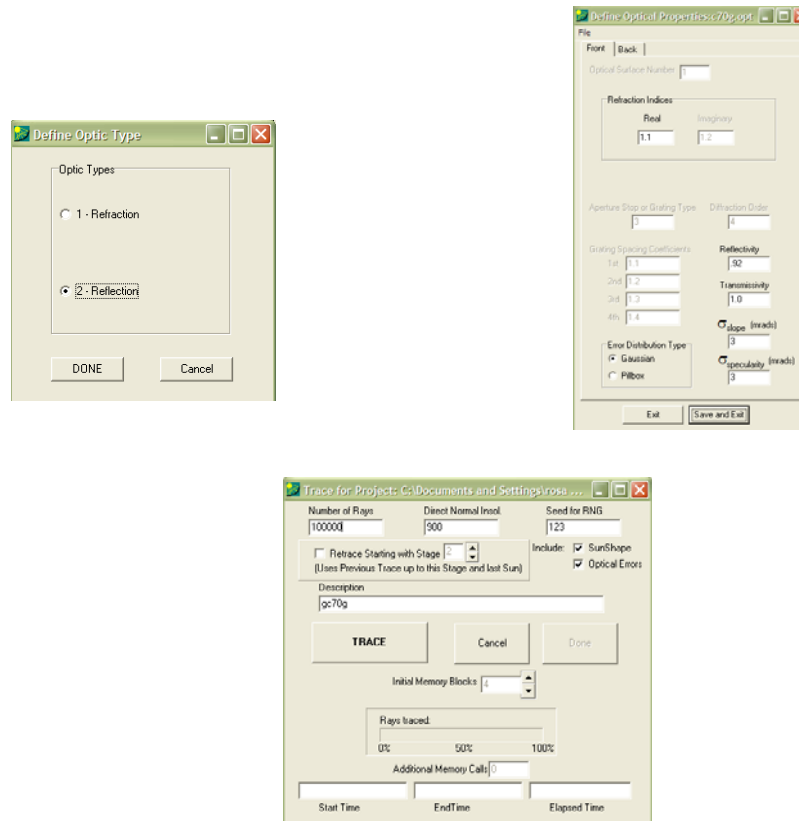 Define Optic Type
Optic Types
1 - Refraction
2 - Reflection
DONE Cancel
Define Optical Properties:c70g.opt
File
Front Back
Optical Surface Number 1
Refraction Indices
Real Imaginary
1.1 1.2
Aperture Stop or Grating Type Diffraction Order
3 4
Grating Spacing Coefficients
1st 1.1
2nd 1.2
3rd 1.3
4th 1.4
Reflectivity
.92
Transmissivity
1.0
σslope (mrads)
3
Error Distribution Type
Gaussian
Pillbox
σspecularity (mrads)
3
Exit Save and Exit
Trace for Project: C:\Documents and Settings\rosa ...
Number of Rays Direct Normal Insol. Seed for RNG
100000 900 123
Retrace Starting with Stage 2
(Uses Previous Trace up to this Stage and last Sun)
Include: SunShape
Optical Errors
Description
gc70g
TRACE Cancel Done
Initial Memory Blocks 4
Rays traced:
0% 50% 100%
Additional Memory Calls 0
Start Time EndTime Elapsed Time